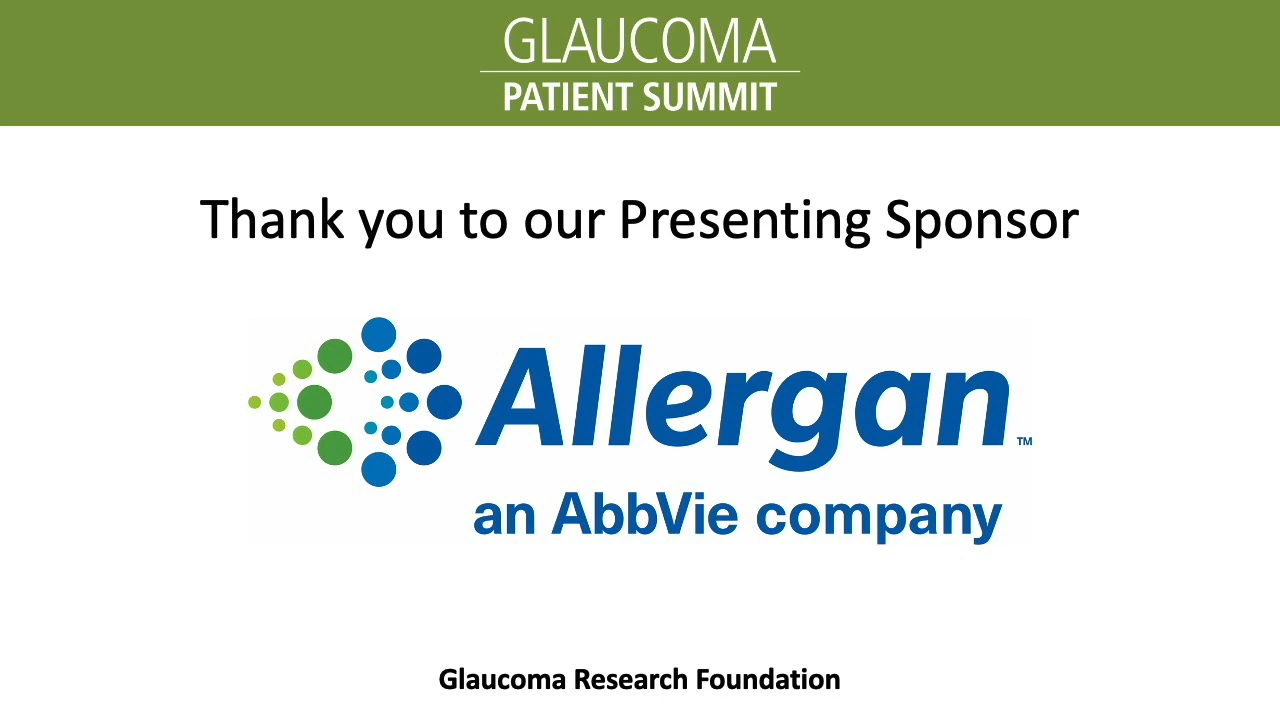 GLAUCOMA
PATIENT SUMMIT
Thank you to our Presenting Sponsor
Allergan™
an AbbVie company
Glaucoma Research Foundation